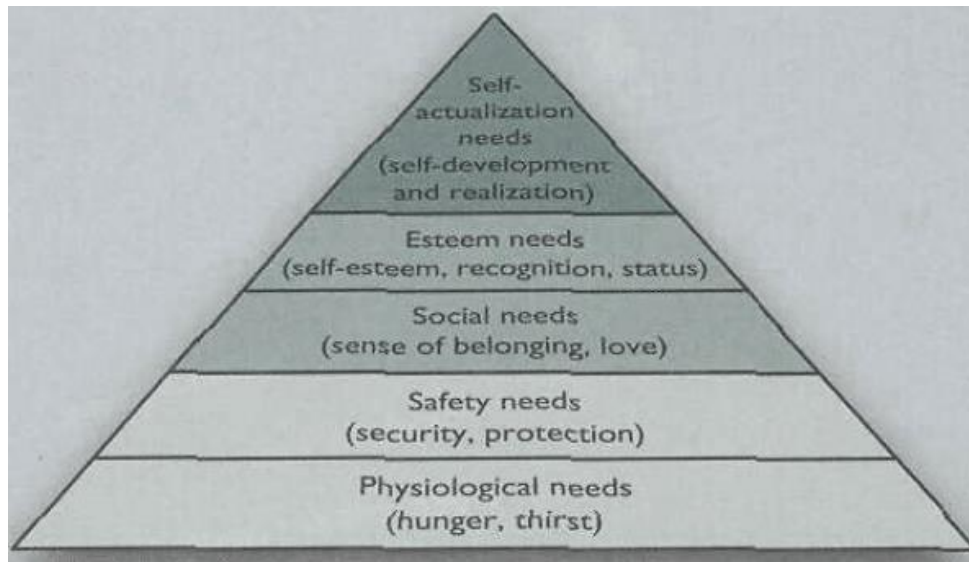 Self-
actualization
needs
(self-development
and realization)
Esteem needs
(self-esteem, recognition, status)
Social needs
(sense of belonging, love)
Safety needs
(security, protection)
Physiological needs
(hunger, thirst)